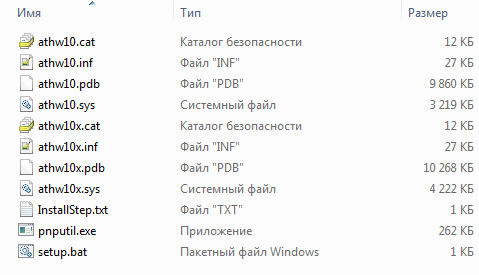 Имя Тип Размер
athw10.cat Каталог безопасности 12 КБ
athw10.inf Файл "INF" 27 КБ
athw10.pdb Файл "PDB" 9 860 КБ
athw10.sys Системный файл 3 219 КБ
athw10x.cat Каталог безопасности 12 КБ
athw10x.inf Файл "INF" 27 КБ
athw10x.pdb Файл "PDB" 10 268 КБ
athw10x.sys Системный файл 4 222 КБ
InstallStep.txt Файл "TXT" 1 КБ
pnputil.exe Приложение 262 КБ
setup.bat Пакетный файл Windows 1 КБ